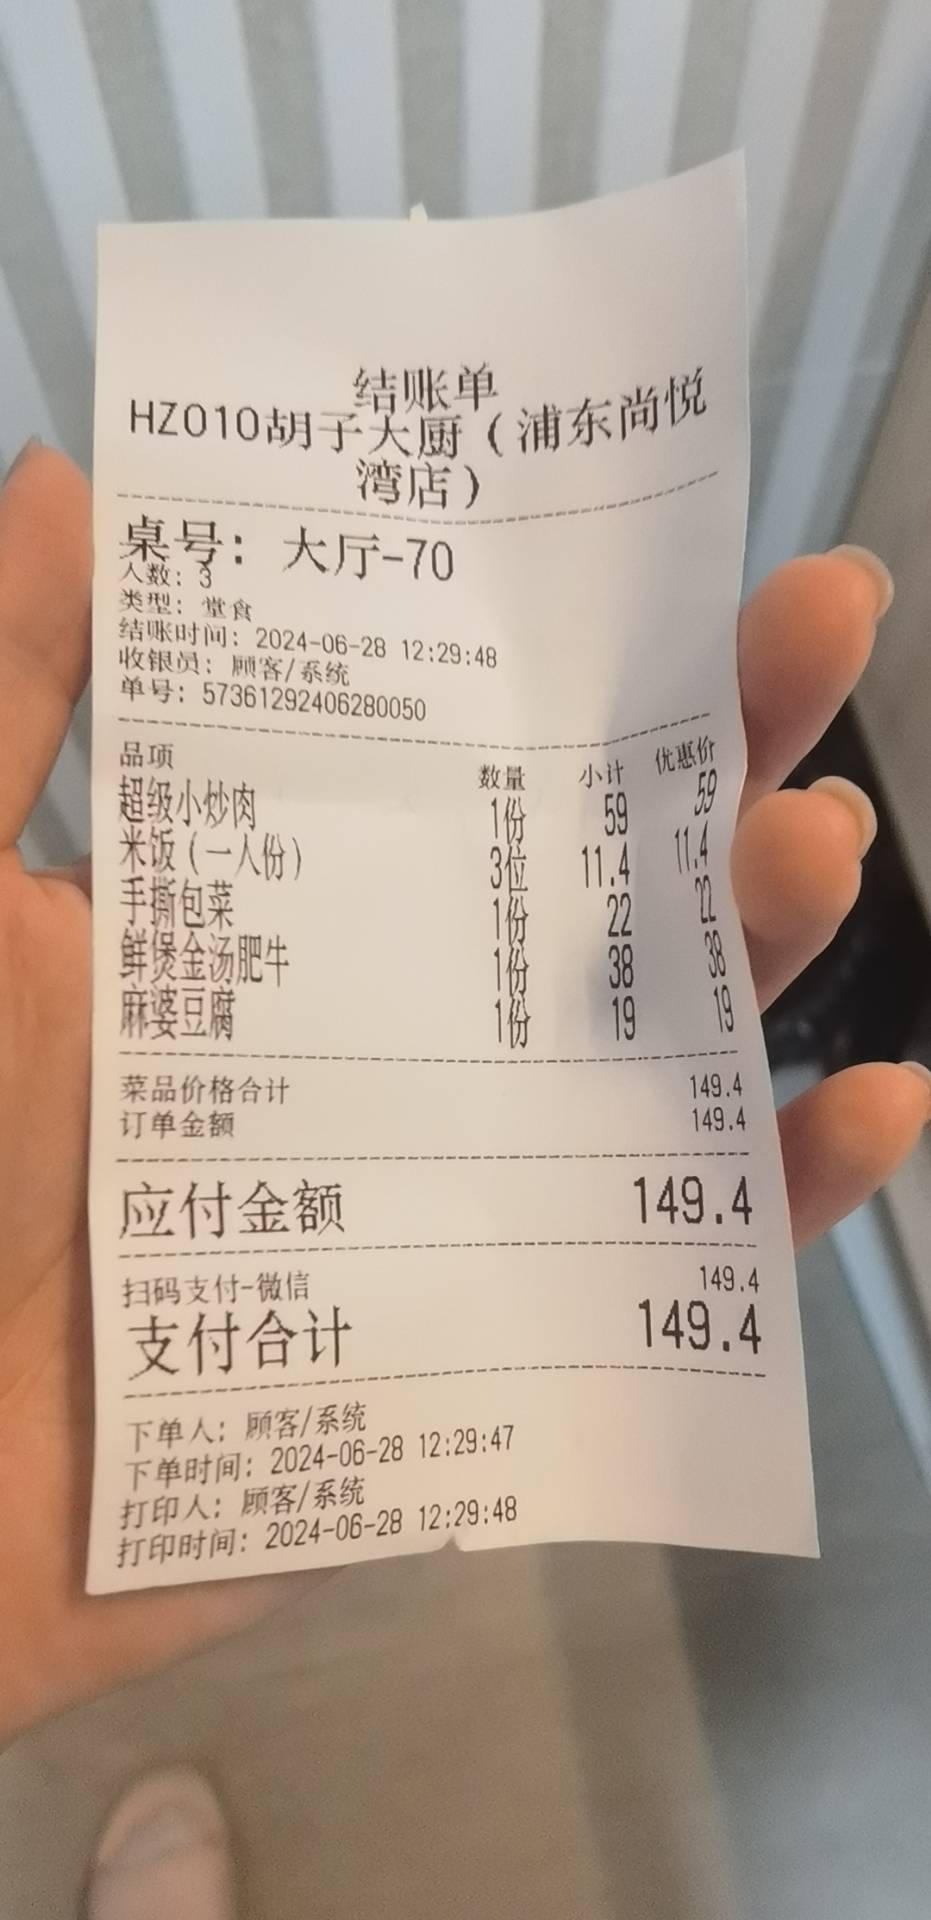 结账单
HZ010胡子大厨（浦东尚悦
湾店）
桌号：大厅-70
人数：3
类型：堂食
结账时间：2024-06-28 12:29:48
收银员：顾客/系统
单号：573612924062800​50
品项 数量 小计 优惠价
超级小炒肉 1份 59 59
米饭（一人份） 3位 11.4 11.4
手撕包菜 1份 22 22
鲜煲金汤肥牛 1份 38 38
麻婆豆腐 1份 19 19
菜品价格合计 149.4
订单金额 149.4
应付金额 149.4
扫码支付-微信 149.4
支付合计 149.4
下单人：顾客/系统
下单时间：2024-06-28 12:29:47
打印人：顾客/系统
打印时间：2024-06-28 12:29:48